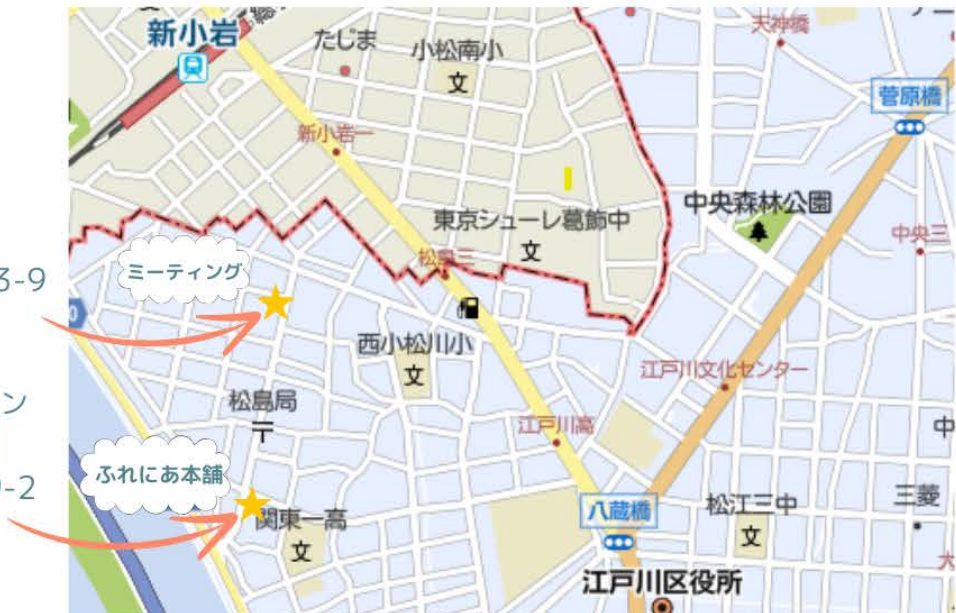 新小岩
たじま
小松南小
文
天神橋
菅原橋
新小岩一
東京シューレ葛飾中
文
中央森林公園
中央三
松島三
ミーティング
3-9
西小松川小
文
江戸川文化センター
松島局
〒
ン
江戸川高
中
ふれにあ本舗
-2
関東一高
文
八蔵橋
松江三中
文
三菱
大
江戸川区役所